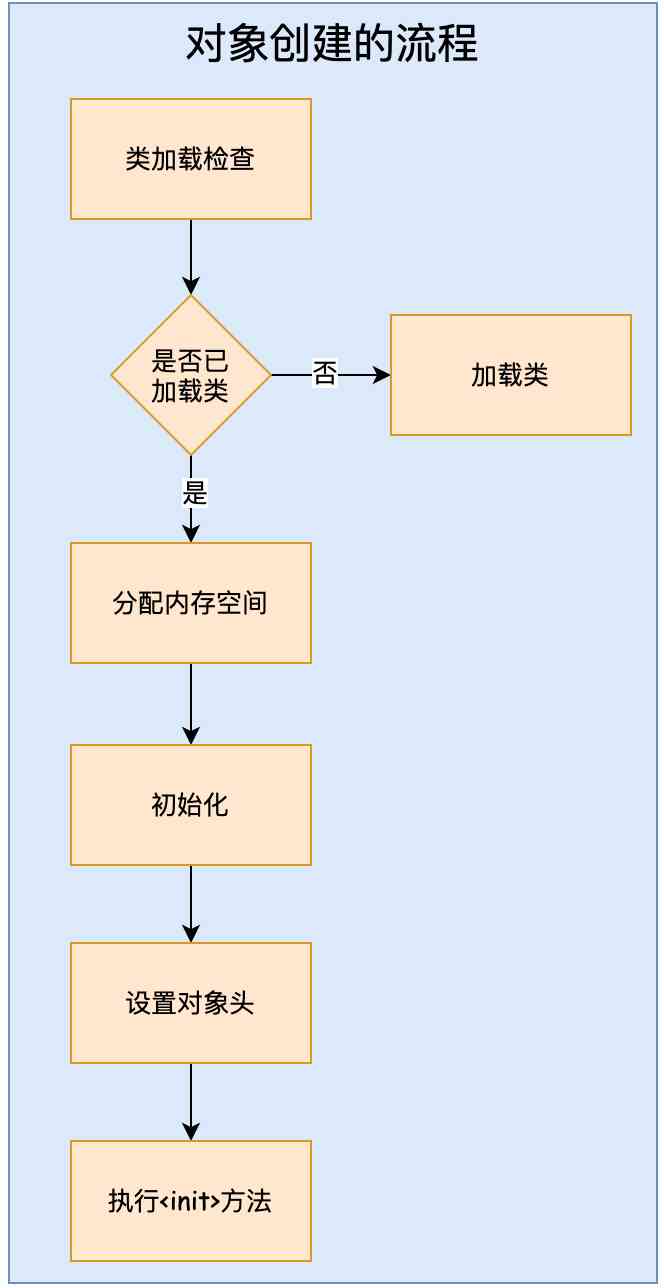 对象创建的流程
类加载检查
是否已
加载类
否
加载类
是
分配内存空间
初始化
设置对象头
执行<init>方法